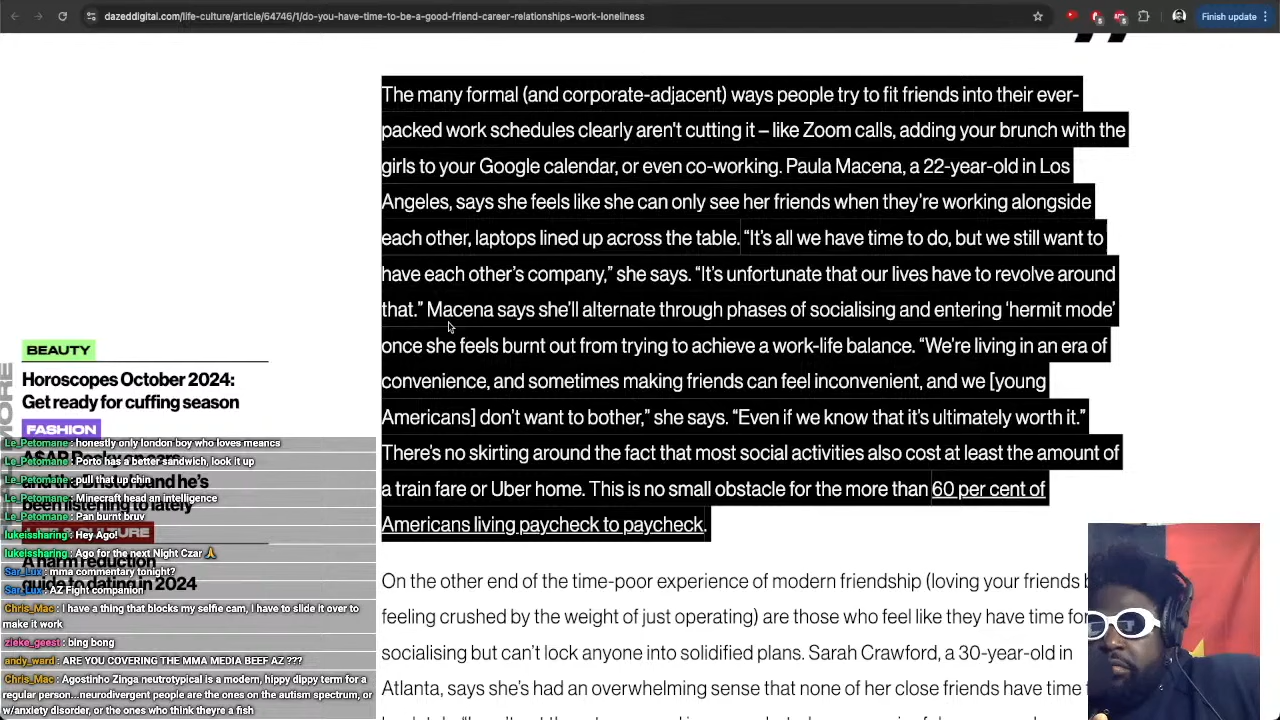 dazeddigital.com/life-culture/article/64746/1/do-you-have-time-to-be-a-good-friend-career-relationships-work-loneliness
Finish update
The many formal (and corporate-adjacent) ways people try to fit friends into their ever-
packed work schedules clearly aren't cutting it – like Zoom calls, adding your brunch with the
girls to your Google calendar, or even co-working. Paula Macena, a 22-year-old in Los
Angeles, says she feels like she can only see her friends when they're working alongside
each other, laptops lined up across the table. “It's all we have time to do, but we still want to
have each other's company,” she says. “It's unfortunate that our lives have to revolve around
that.” Macena says she'll alternate through phases of socialising and entering ‘hermit mode’
once she feels burnt out from trying to achieve a work-life balance. “We're living in an era of
convenience, and sometimes making friends can feel inconvenient, and we [young
Americans] don't want to bother,” she says. “Even if we know that it's ultimately worth it.”
There's no skirting around the fact that most social activities also cost at least the amount of
a train fare or Uber home. This is no small obstacle for the more than 60 per cent of
Americans living paycheck to paycheck.
On the other end of the time-poor experience of modern friendship (loving your friends b
feeling crushed by the weight of just operating) are those who feel like they have time for
socialising but can't lock anyone into solidified plans. Sarah Crawford, a 30-year-old in
Atlanta, says she's had an overwhelming sense that none of her close friends have time
MORE
BEAUTY
Horoscopes October 2024:
Get ready for cuffing season
FASHION
been listening to lately
LIFE & CULTURE
A harm reduction
guide to dating in 2024
Le_Petomane : honestly only london boy who loves meancs
Le_Petomane : Porto has a better sandwich, look it up
Le_Petomane : pull that up chin
Le_Petomane : Minecraft head an intelligence
Le_Petomane : Pan burnt bruv
lukeissharing : Hey Ago!
lukeissharing : Ago for the next Night Czar 🙏
Sar_Lux : mma commentary tonight?
Sar_Lux : AZ Fight companion
Chris_Mac : I have a thing that blocks my selfie cam, I have to slide it over to
make it work
zieke_geest : bing bong
andy_ward : ARE YOU COVERING THE MMA MEDIA BEEF AZ ???
Chris_Mac : Agostinho Zinga neutrotypical is a modern, hippy dippy term for a
regular person...neurodivergent people are the ones on the autism spectrum, or
w/anxiety disorder, or the ones who think theyre a fish